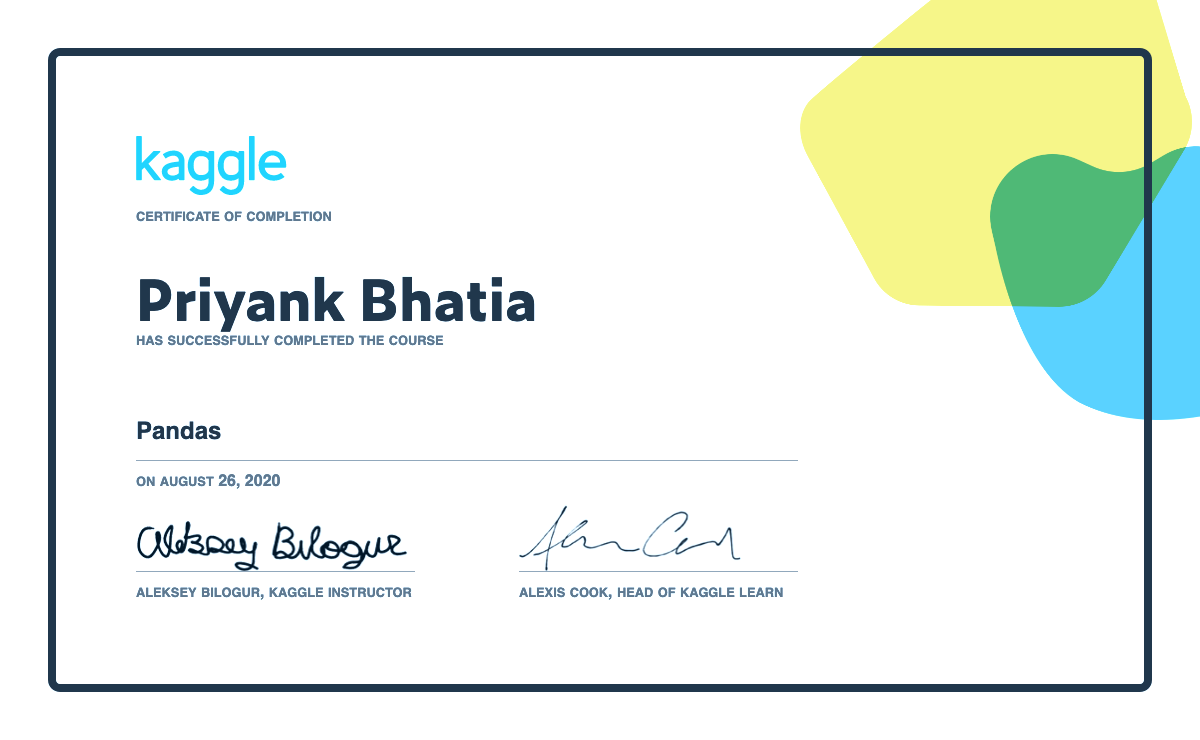 kaggle
CERTIFICATE OF COMPLETION
Priyank Bhatia
HAS SUCCESSFULLY COMPLETED THE COURSE
Pandas
ON AUGUST 26, 2020
Aleksey Bilogur
ALEKSEY BILOGUR, KAGGLE INSTRUCTOR
ALEXIS COOK, HEAD OF KAGGLE LEARN